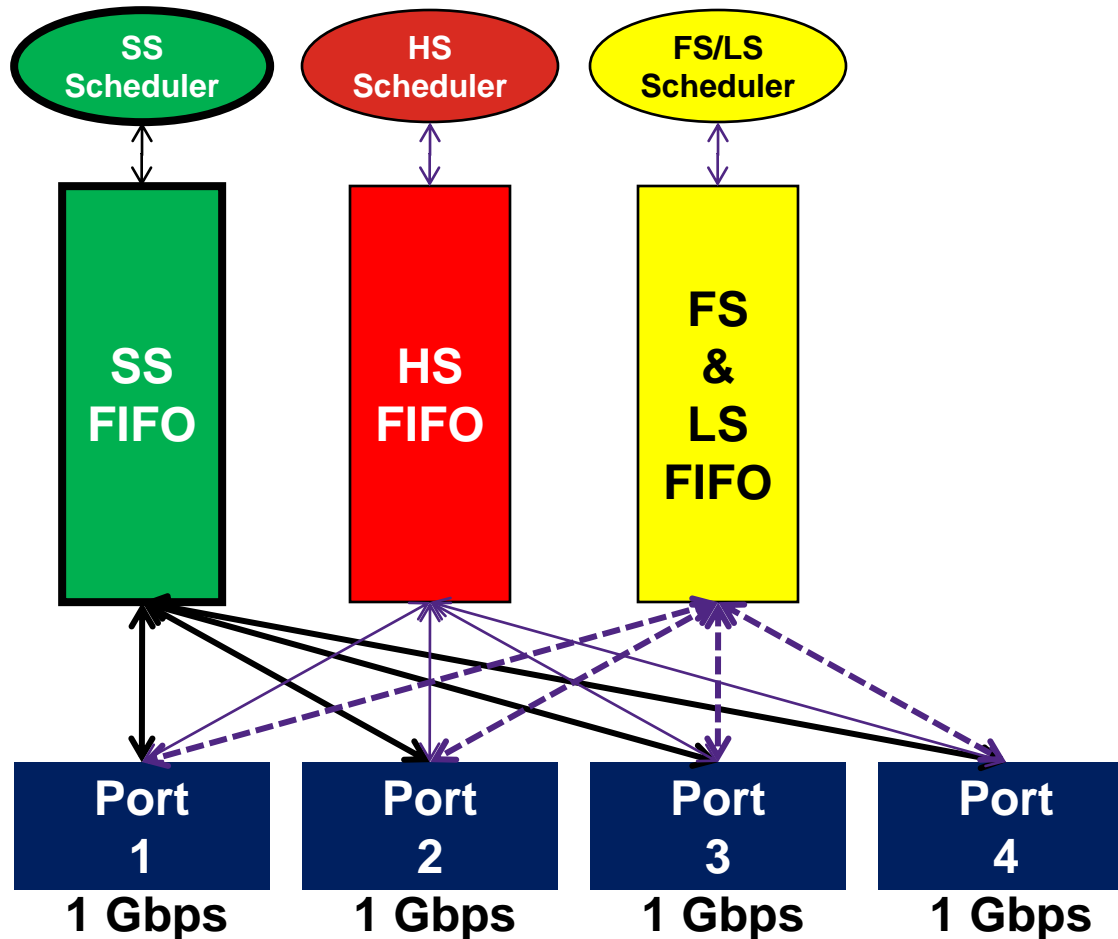 SS
Scheduler
HS
Scheduler
FS/LS
Scheduler
SS
FIFO
HS
FIFO
FS
&
LS
FIFO
Port
1
Port
2
Port
3
Port
4
1 Gbps
1 Gbps
1 Gbps
1 Gbps